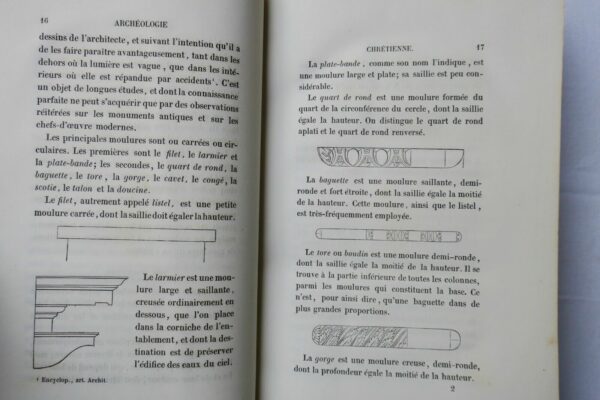 16 ARCHÉOLOGIE
dessins de l'architecte, et suivant l'intention qu'il a
de les faire paraître avantageusement, tant dans les
dehors où la lumière est vague, que dans les inté-
rieurs où elle est répandue par accidents¹. C'est
un objet de longues études, et dont la connaissance
parfaite ne peut s'acquérir que par des observations
réitérées sur les monuments antiques et sur les
chefs-d'œuvre modernes.
Les principales moulures sont ou carrées ou cir-
culaires. Les premières sont le filet, le larmier et
la plate-bande; les secondes, le quart de rond, la
baguette, le tore, la gorge, le cavet, le congé, la
scotie, le talon et la doucine.
Le filet, autrement appelé listel, est une petite
moulure carrée, dont la saillie doit égaler la hauteur.
Le larmier est une mou-
lure large et saillante,
creusée ordinairement en
dessous, que l'on place
dans la corniche de l'en-
tablement, et dont la des-
tination est de préserver
l'édifice des eaux du ciel.
¹ Encyclop., art. Archit.
CHRÉTIENNE. 17
La plate-bande, comme son nom l'indique, est
une moulure large et plate; sa saillie est peu con-
sidérable.
Le quart de rond est une moulure formée du
quart de la circonférence du cercle, dont la saillie
égale la hauteur. On distingue le quart de rond
aplati et le quart de rond renversé.
La baguette est une moulure saillante, demi-
ronde et fort étroite, dont la saillie égale la moitié
de la hauteur. Cette moulure, ainsi que le listel,
est très-fréquemment employée.
Le tore ou boudin est une moulure demi-ronde,
dont la saillie égale la moitié de la hauteur. Il se
trouve à la partie inférieure de toutes les colonnes,
parmi les moulures qui constituent la base. Ce
n'est, pour ainsi dire, qu'une baguette dans de
plus grandes proportions.
La gorge est une moulure creuse, demi-ronde,
dont la profondeur égale la moitié de la hauteur.
2